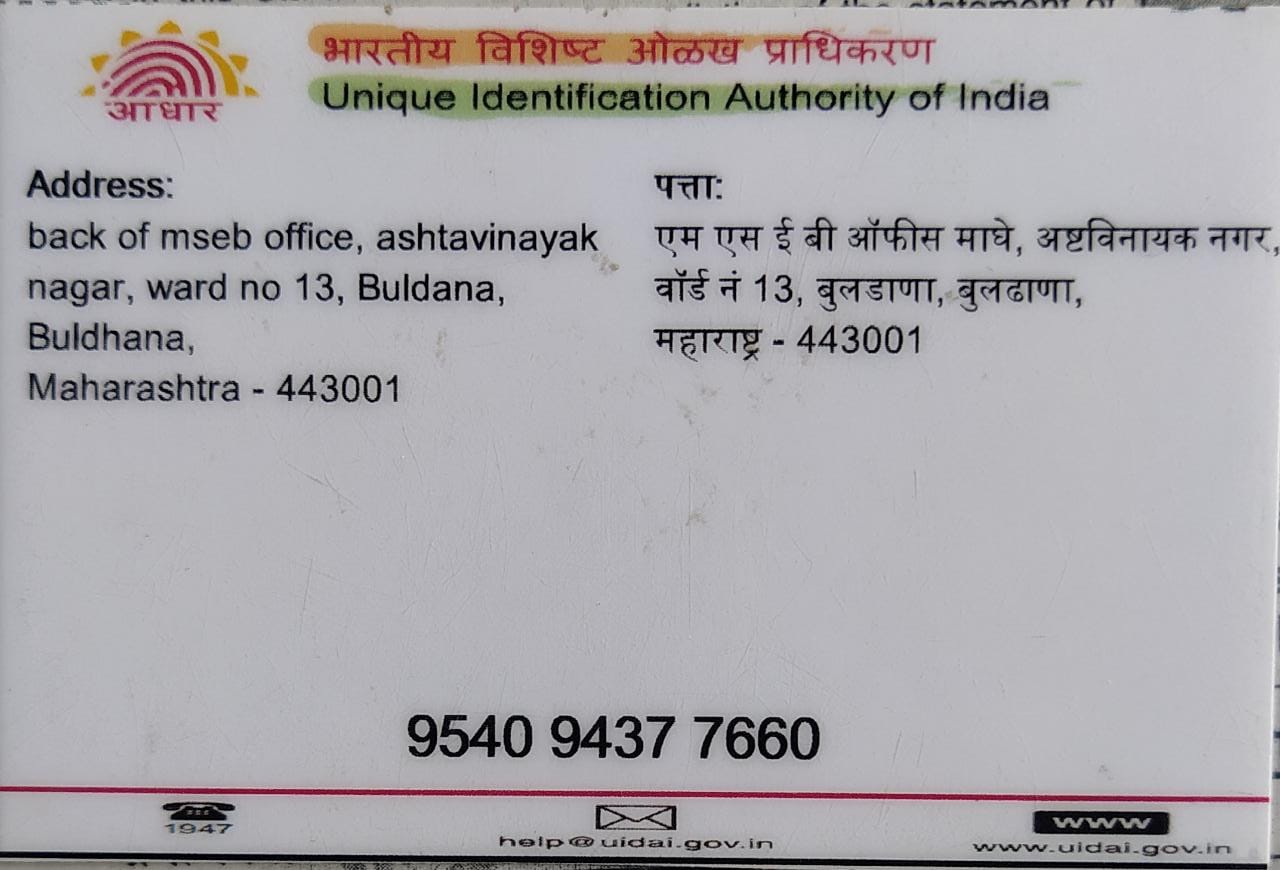 आधार
भारतीय विशिष्ट ओळख प्राधिकरण
Unique Identification Authority of India
Address:
back of mseb office, ashtavinayak
nagar, ward no 13, Buldana,
Buldhana,
Maharashtra - 443001
पत्ता:
एम एस ई बी ऑफीस माघे, अष्टविनायक नगर,
वॉर्ड नं 13, बुलडाणा, बुलढाणा,
महाराष्ट्र - 443001
9540 9437 7660
1947
help@uidai.gov.in
www
www.uidai.gov.in